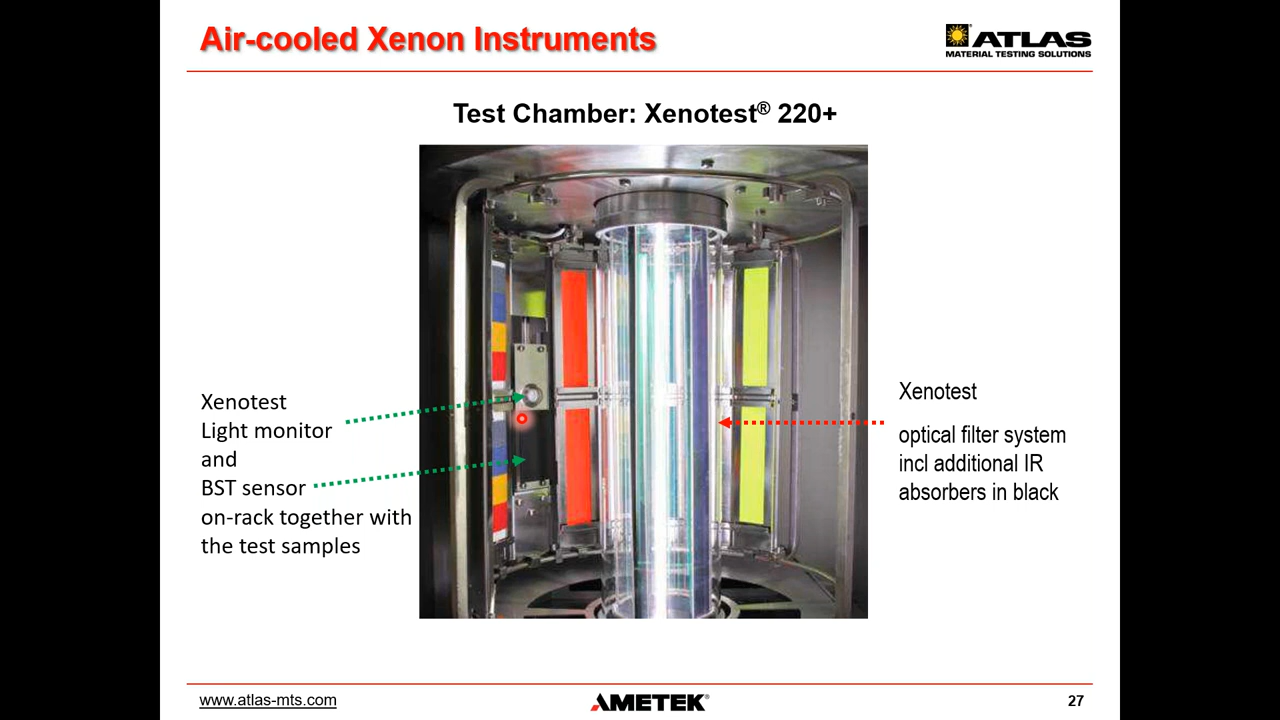 Air-cooled Xenon Instruments
ATLAS
MATERIAL TESTING SOLUTIONS
Test Chamber: Xenotest® 220+
Xenotest
Light monitor
and
BST sensor
on-rack together with
the test samples
Xenotest
optical filter system
incl additional IR
absorbers in black
www.atlas-mts.com
AMETEK®
27